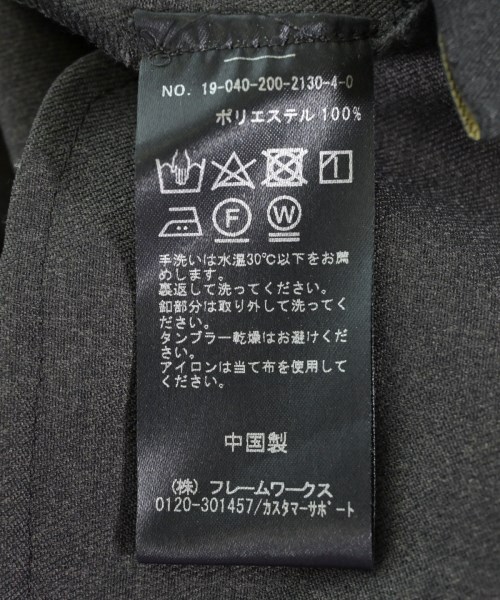 NO. 19-040-200-2130-4-0
ポリエステル 100%
F W
手洗いは水温30℃以下をお薦
めします。
裏返して洗ってください。
釦部分は取り外して洗ってく
ださい。
タンブラー乾燥はお避けくだ
さい。
アイロンは当て布を使用して
ください。
中国製
(株) フレームワークス
0120-301457/カスタマーサポート